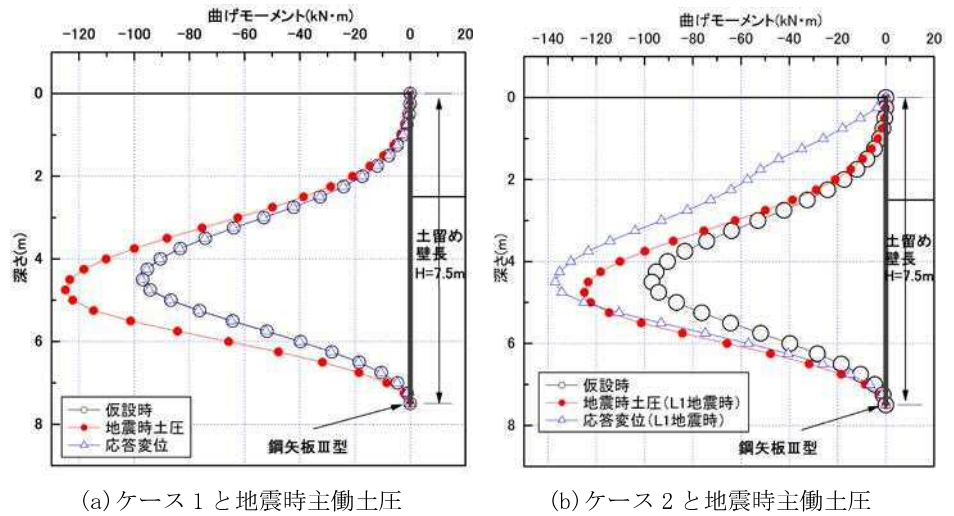 曲げモーメント(kN・m)
-120 -100 -80 -60 -40 -20 0 20
深さ(m)
0
2
4
6
8
土留め
壁長
H=7.5m
仮設時
地震時土圧
応答変位
鋼矢板Ⅲ型
(a)ケース 1 と地震時主働土圧
曲げモーメント(kN・m)
-140 -120 -100 -80 -60 -40 -20 0 20
深さ(m)
0
2
4
6
8
土留め
壁長
H=7.5m
仮設時
地震時土圧(L1地震時)
応答変位(L1地震時)
鋼矢板Ⅲ型
(b)ケース 2 と地震時主働土圧